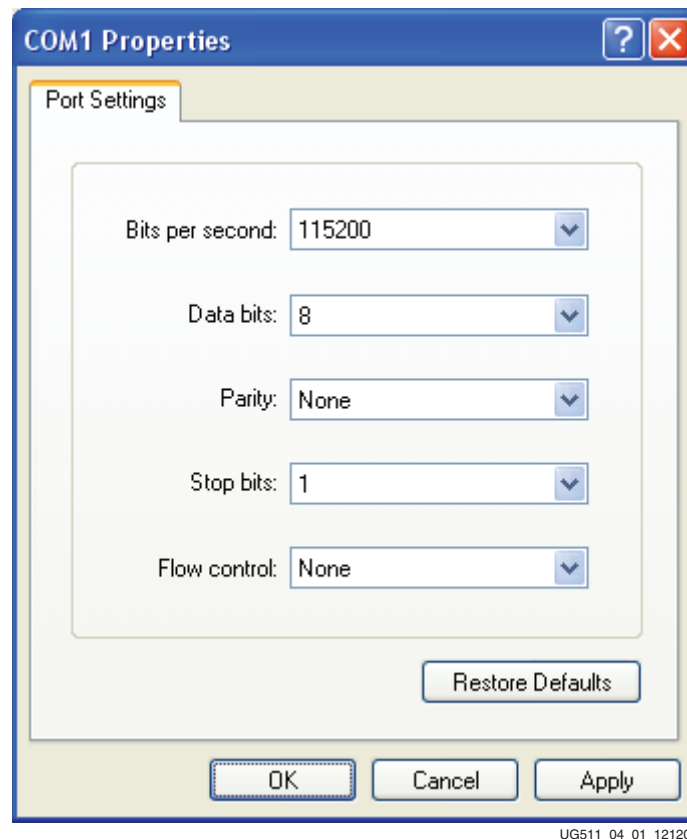 COM1 Properties
Port Settings
Bits per second: 115200
Data bits: 8
Parity: None
Stop bits: 1
Flow control: None
Restore Defaults
OK Cancel Apply
UG511_04_01_12120